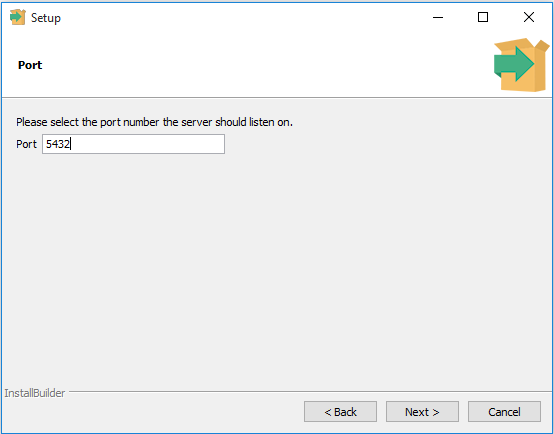 Setup
Port
Please select the port number the server should listen on.
Port 5432
InstallBuilder
< Back Next > Cancel